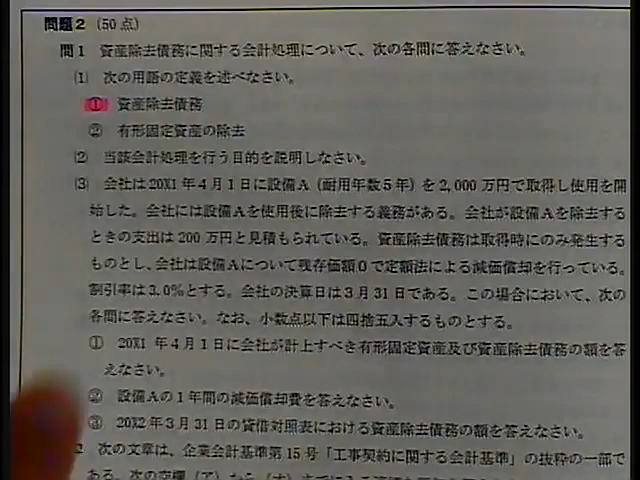 問題2 (50点)
問1 資産除去債務に関する会計処理について、次の各問に答えなさい。
(1) 次の用語の定義を述べなさい。
① 資産除去債務
② 有形固定資産の除去
(2) 当該会計処理を行う目的を説明しなさい。
(3) 会社は20X1年4月1日に設備A（耐用年数5年）を2,000万円で取得し使用を開
始した。会社には設備Aを使用後に除去する義務がある。会社が設備Aを除去する
ときの支出は200万円と見積もられている。資産除去債務は取得時にのみ発生する
ものとし、会社は設備Aについて残存価額0で定額法による減価償却を行っている。
割引率は3.0%とする。会社の決算日は3月31日である。この場合において、次の
各問に答えなさい。なお、小数点以下は四捨五入するものとする。
① 20X1年4月1日に会社が計上すべき有形固定資産及び資産除去債務の額を答
えなさい。
② 設備Aの1年間の減価償却費を答えなさい。
③ 20X2年3月31日の貸借対照表における資産除去債務の額を答えなさい。
2 次の文章は、企業会計基準第15号「工事契約に関する会計基準」の抜粋の一部で
ある。次の空欄（ア）から（オ）